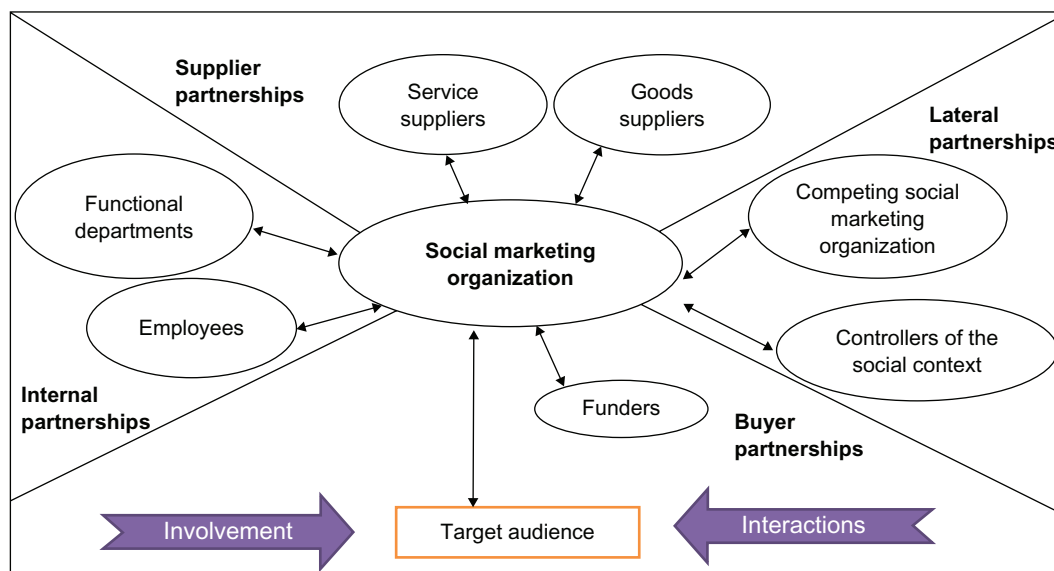 Supplier
partnerships
Service
suppliers
Goods
suppliers
Lateral
partnerships
Functional
departments
Competing social
marketing
organization
Social marketing
organization
Employees
Controllers of the
social context
Internal
partnerships
Funders
Buyer
partnerships
Involvement
Target audience
Interactions